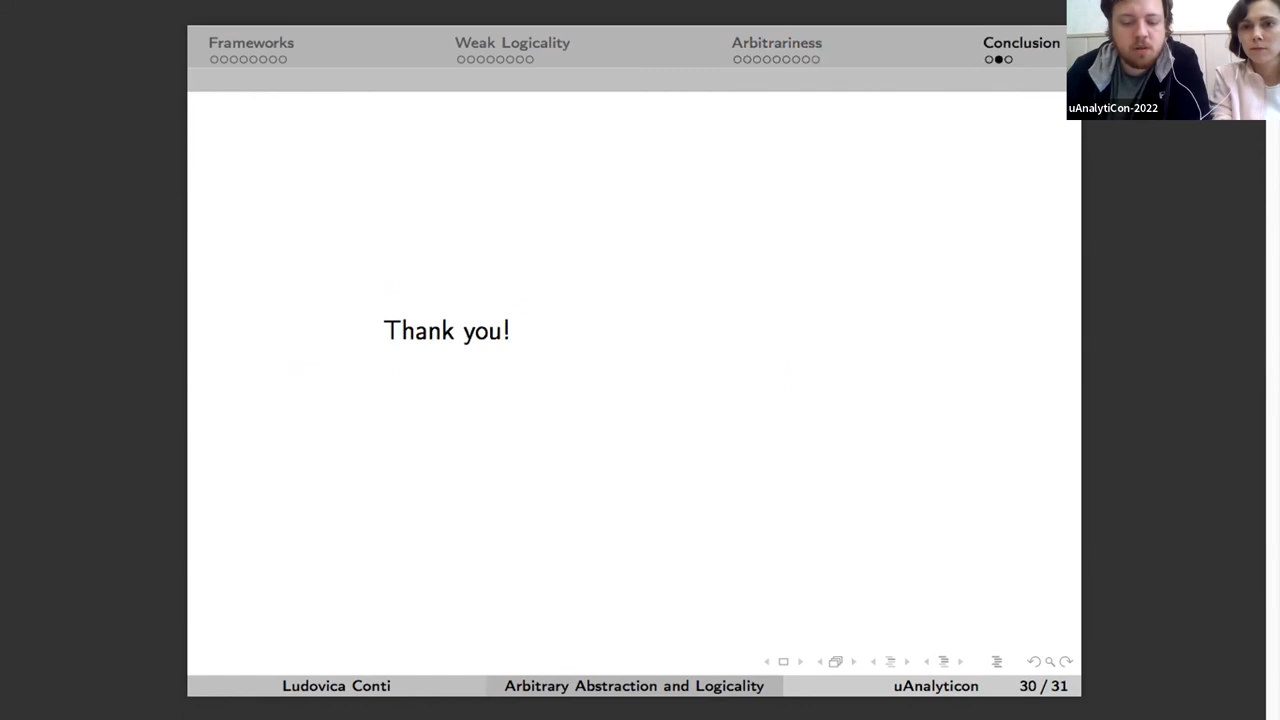 Frameworks
Weak Logicality
Arbitrariness
Conclusion
uAnalytiCon-2022
Thank you!
Ludovica Conti
Arbitrary Abstraction and Logicality
uAnalyticon
30 / 31